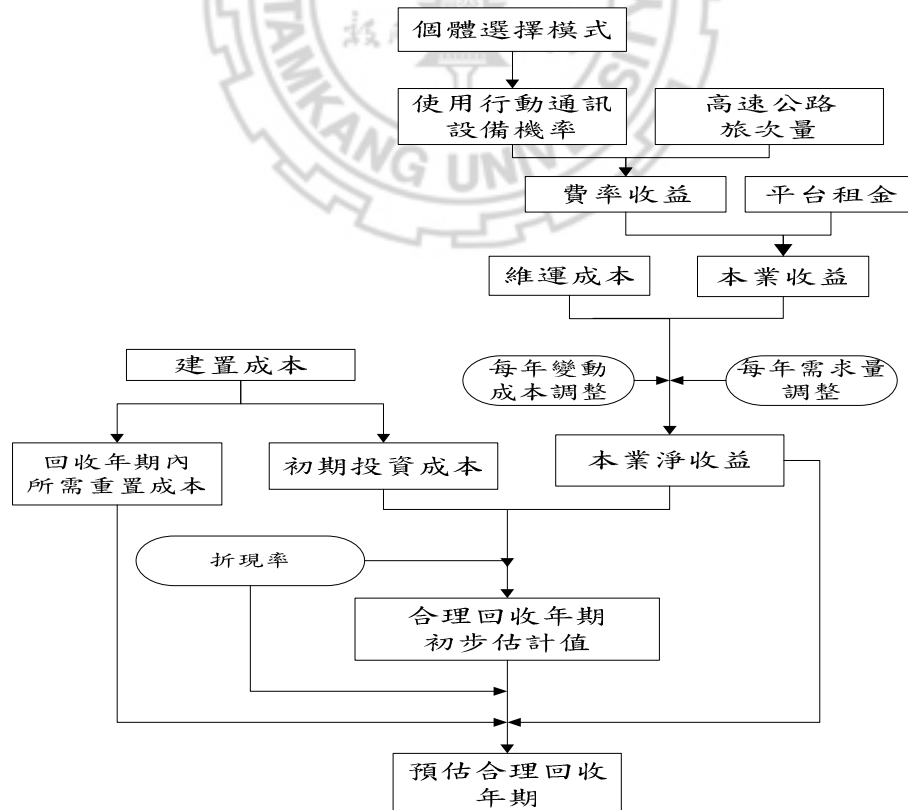 個體選擇模式
使用行動通訊
設備機率
高速公路
旅次量
TAMKANG UNIVERSITY
費率收益
平台租金
維運成本
本業收益
建置成本
每年變動
成本調整
每年需求量
調整
回收年期內
所需重置成本
初期投資成本
本業淨收益
折現率
合理回收年期
初步估計值
預估合理回收
年期